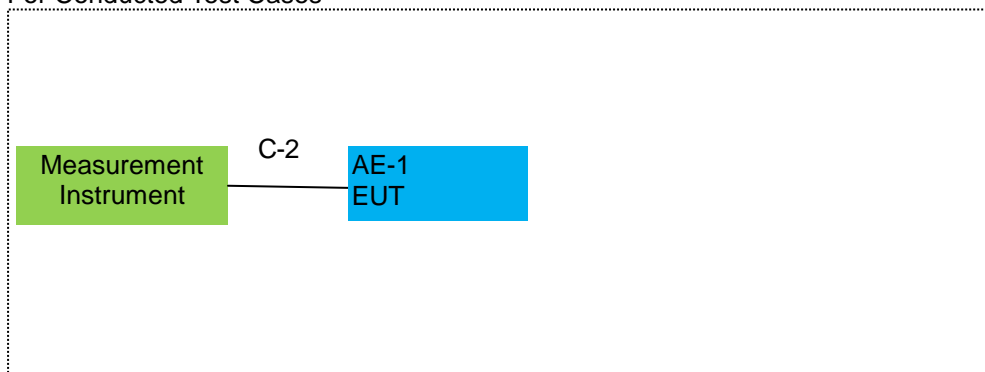 For Conducted Test Cases
C-2
Measurement
Instrument
AE-1
EUT